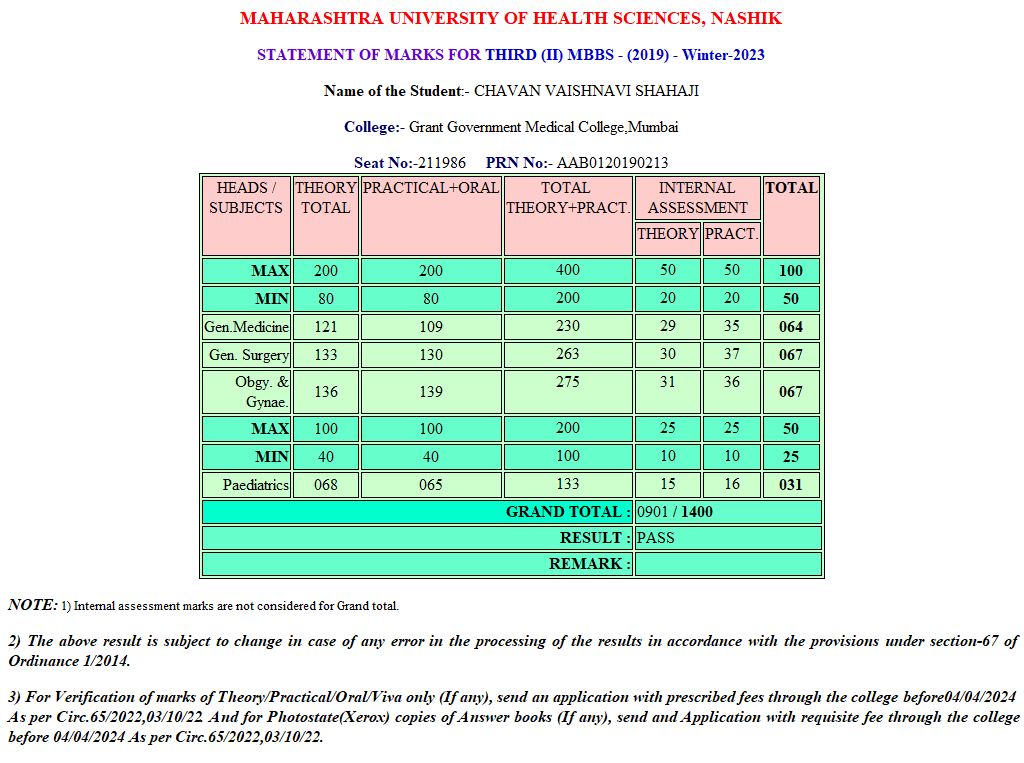 MAHARASHTRA UNIVERSITY OF HEALTH SCIENCES, NASHIK
STATEMENT OF MARKS FOR THIRD (II) MBBS - (2019) - Winter-2023
Name of the Student:- CHAVAN VAISHNAVI SHAHAJI
College:- Grant Government Medical College,Mumbai
Seat No:-211986 PRN No:- AAB0120190213
HEADS / SUBJECTS THEORY TOTAL PRACTICAL+ORAL TOTAL THEORY+PRACT. INTERNAL ASSESSMENT TOTAL
THEORY PRACT.
MAX 200 200 400 50 50 100
MIN 80 80 200 20 20 50
Gen.Medicine 121 109 230 29 35 064
Gen. Surgery 133 130 263 30 37 067
Obgy. & Gynae. 136 139 275 31 36 067
MAX 100 100 200 25 25 50
MIN 40 40 100 10 10 25
Paediatrics 068 065 133 15 16 031
GRAND TOTAL : 0901 / 1400
RESULT : PASS
REMARK :
NOTE: 1) Internal assessment marks are not considered for Grand total.
2) The above result is subject to change in case of any error in the processing of the results in accordance with the provisions under section-67 of
Ordinance 1/2014.
3) For Verification of marks of Theory/Practical/Oral/Viva only (If any), send an application with prescribed fees through the college before04/04/2024
As per Circ.65/2022,03/10/22. And for Photostate(Xerox) copies of Answer books (If any), send and Application with requisite fee through the college
before 04/04/2024 As per Circ.65/2022,03/10/22.